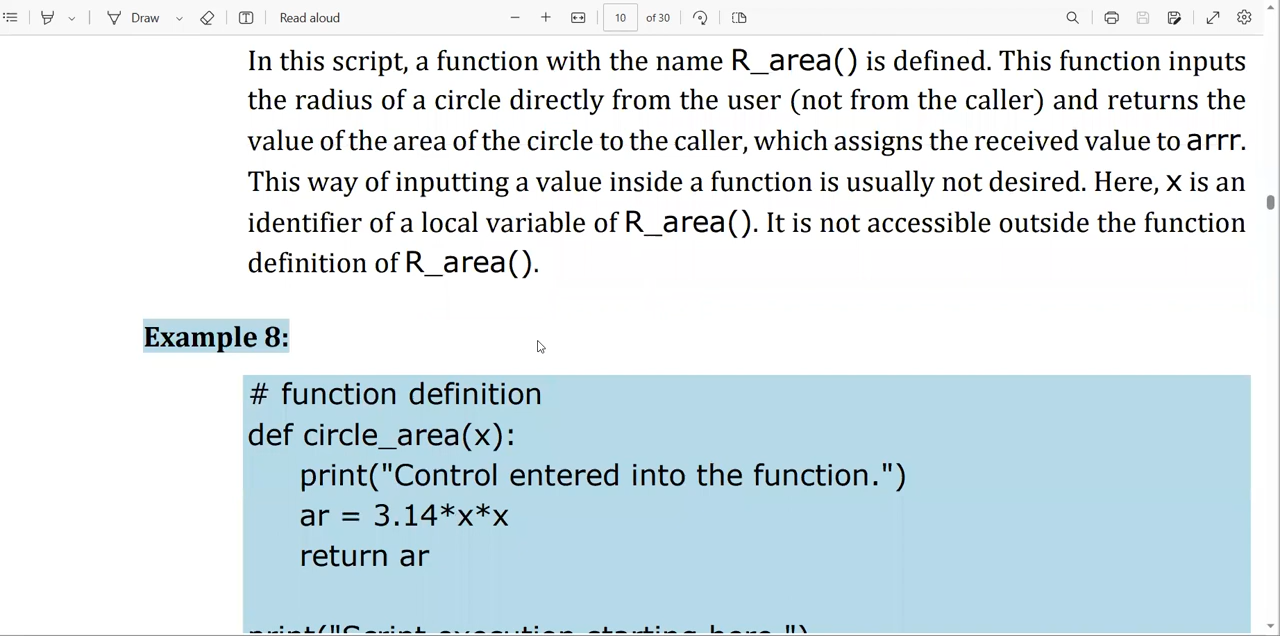 Draw
Read aloud
10 of 30
In this script, a function with the name R_area() is defined. This function inputs
the radius of a circle directly from the user (not from the caller) and returns the
value of the area of the circle to the caller, which assigns the received value to arrr.
This way of inputting a value inside a function is usually not desired. Here, x is an
identifier of a local variable of R_area(). It is not accessible outside the function
definition of R_area().
Example 8:
# function definition
def circle_area(x):
print("Control entered into the function.")
ar = 3.14*x*x
return ar
print("Script execution starting here.")